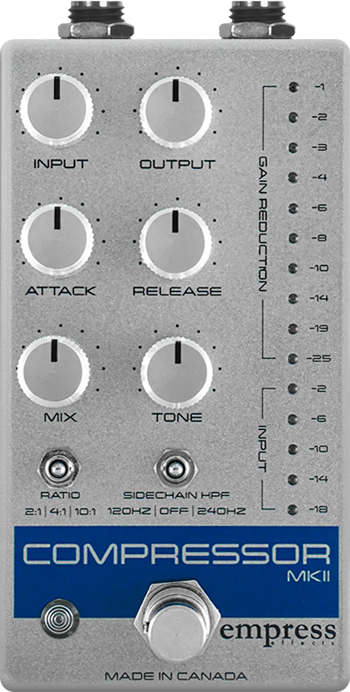 INPUT
OUTPUT
ATTACK
RELEASE
MIX
TONE
GAIN REDUCTION
-1
-2
-3
-4
-6
-8
-10
-14
-19
-25
INPUT
-2
-6
-10
-14
-18
RATIO
2:1|4:1|10:1
SIDECHAIN HPF
120HZ|OFF|240HZ
COMPRESSOR
MKII
empress
effects
MADE IN CANADA